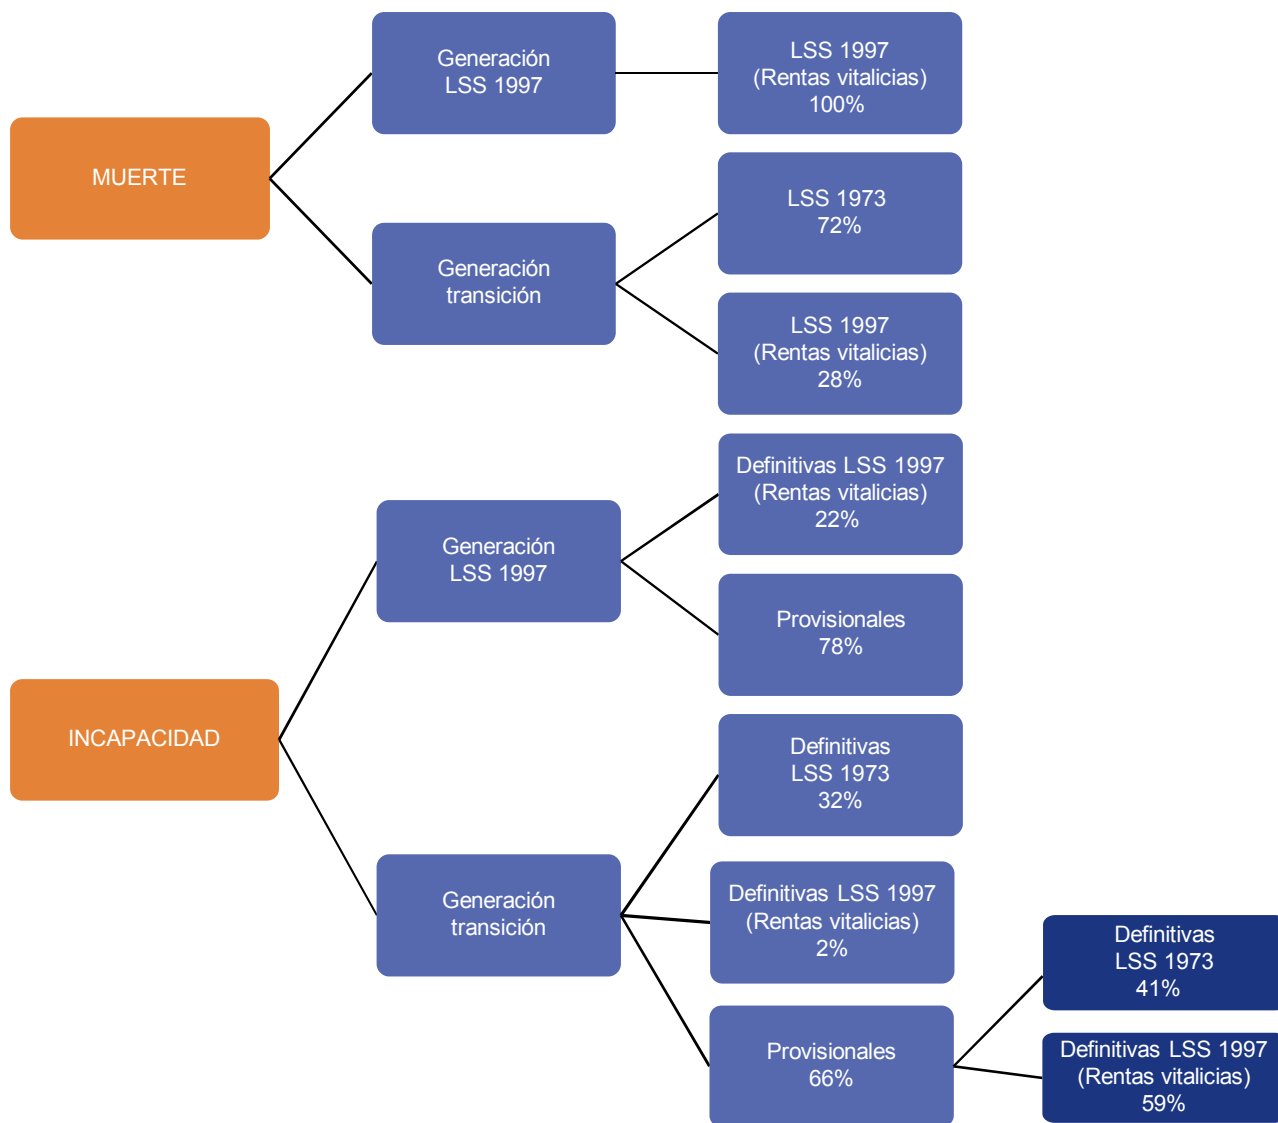 MUERTE
Generación
LSS 1997
LSS 1997
(Rentas vitalicias)
100%
Generación
transición
LSS 1973
72%
LSS 1997
(Rentas vitalicias)
28%
INCAPACIDAD
Generación
LSS 1997
Definitivas LSS 1997
(Rentas vitalicias)
22%
Provisionales
78%
Generación
transición
Definitivas
LSS 1973
32%
Definitivas LSS 1997
(Rentas vitalicias)
2%
Provisionales
66%
Definitivas
LSS 1973
41%
Definitivas LSS 1997
(Rentas vitalicias)
59%